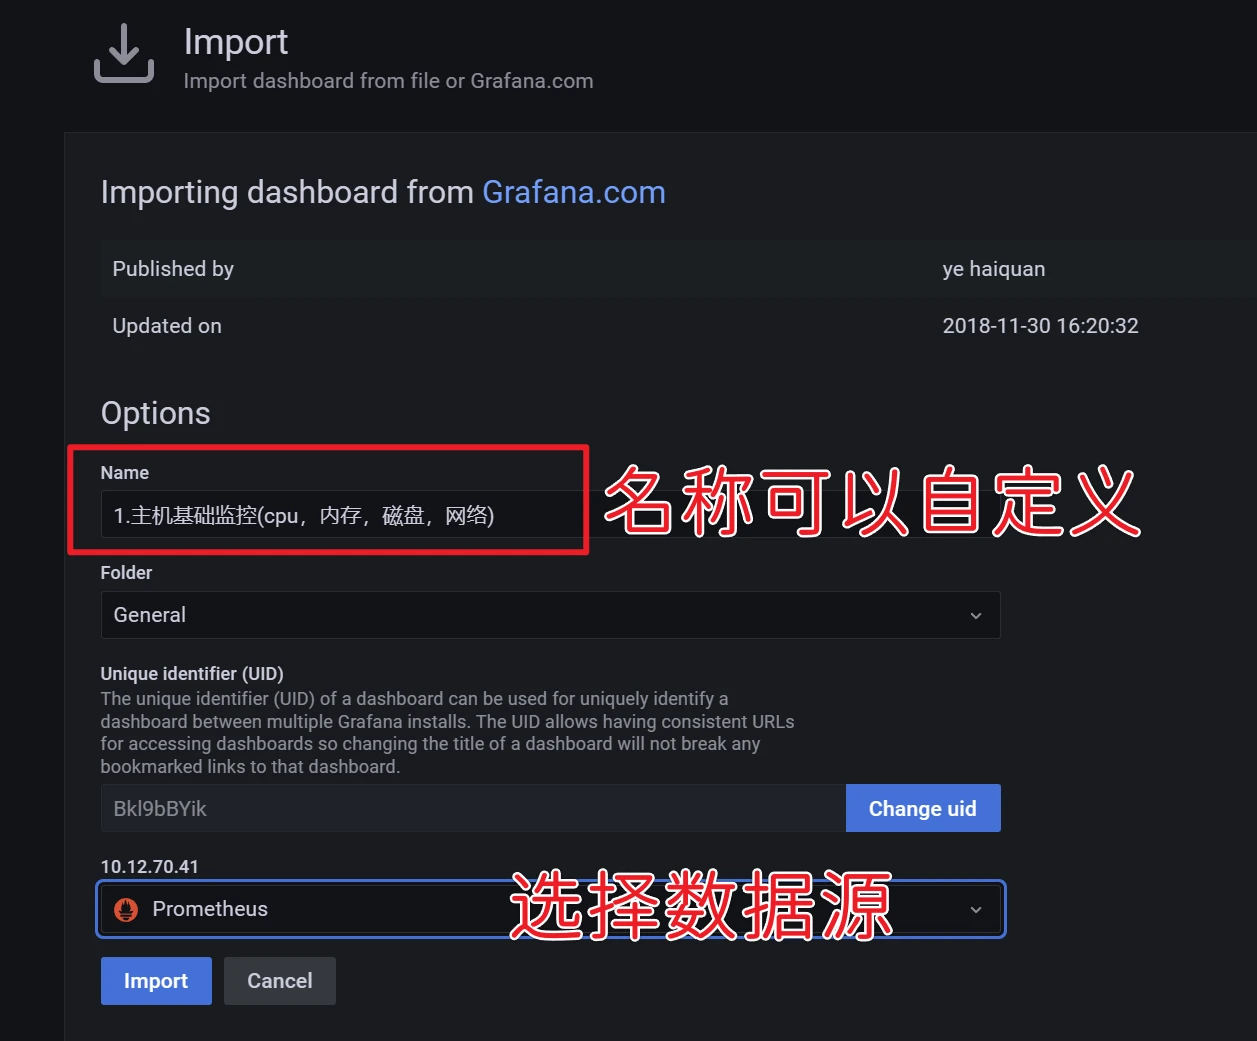 Import
Import dashboard from file or Grafana.com
Importing dashboard from Grafana.com
Published by ye haiquan
Updated on 2018-11-30 16:20:32
Options
Name
1.主机基础监控(cpu，内存，磁盘，网络)
名称可以自定义
Folder
General
Unique identifier (UID)
The unique identifier (UID) of a dashboard can be used for uniquely identify a
dashboard between multiple Grafana installs. The UID allows having consistent URLs
for accessing dashboards so changing the title of a dashboard will not break any
bookmarked links to that dashboard.
Bkl9bBYik
Change uid
10.12.70.41
Prometheus
选择数据源
Import
Cancel